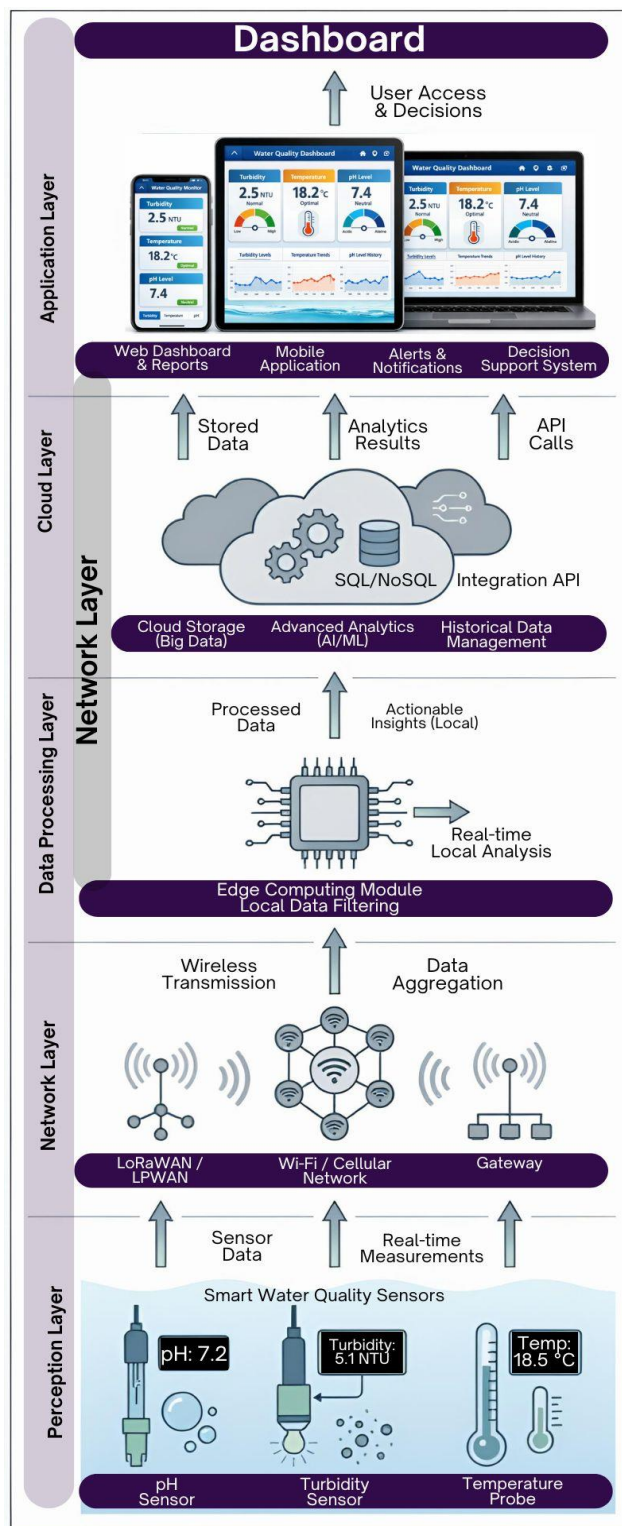 Dashboard
User Access
& Decisions
Application Layer
Water Quality Monitor
Turbidity
2.5 NTU
Normal
Temperature
18.2°C
Optimal
pH Level
7.4
Neutral
Turbidity Temperature pH
Water Quality Dashboard
Turbidity
2.5 NTU
Normal
Low High
Temperature
18.2°C
Optimal
pH Level
7.4
Neutral
Acidic
Turbidity Levels
Temperature Trends
pH Level History
Water Quality Dashboard
Turbidity
2.5 NTU
Normal
High
Temperature
18.2°C
Optimal
pH Level
7.4
Neutral
Acidic
Turbidity Levels
Temperature Trends
pH Level History
Web Dashboard
& Reports
Mobile
Application
Alerts &
Notifications
Decision
Support System
Cloud Layer
Network Layer
Stored
Data
Analytics
Results
API
Calls
SQL/NoSQL
Integration API
Cloud Storage
(Big Data)
Advanced Analytics
(AI/ML)
Historical Data
Management
Data Processing Layer
Processed
Data
Actionable
Insights (Local)
Real-time
Local Analysis
Edge Computing Module
Local Data Filtering
Network Layer
Wireless
Transmission
Data
Aggregation
LoRaWAN /
LPWAN
Wi-Fi / Cellular
Network
Gateway
Perception Layer
Sensor
Data
Real-time
Measurements
Smart Water Quality Sensors
pH: 7.2
Turbidity:
5.1 NTU
Temp:
18.5 °C
pH
Sensor
Turbidity
Sensor
Temperature
Probe